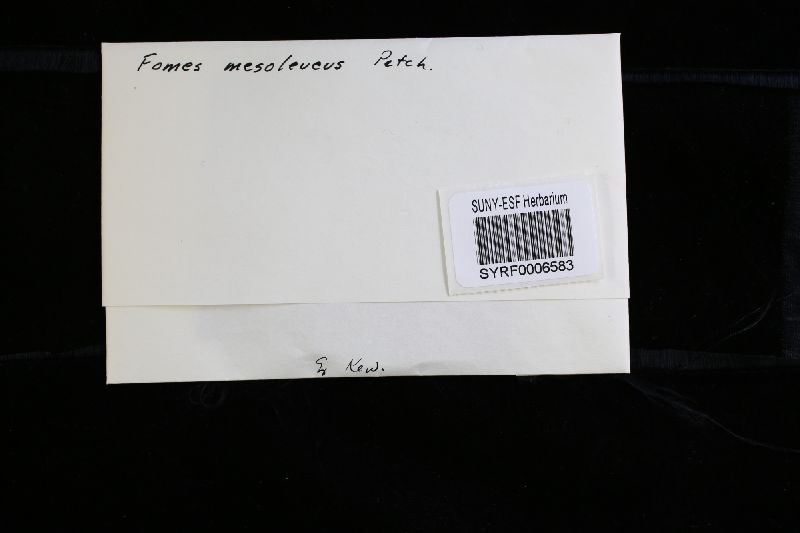 Fomes mesoleucus Petch.
SUNY-ESF Herbarium
SYRF0006583
Ex Kew.